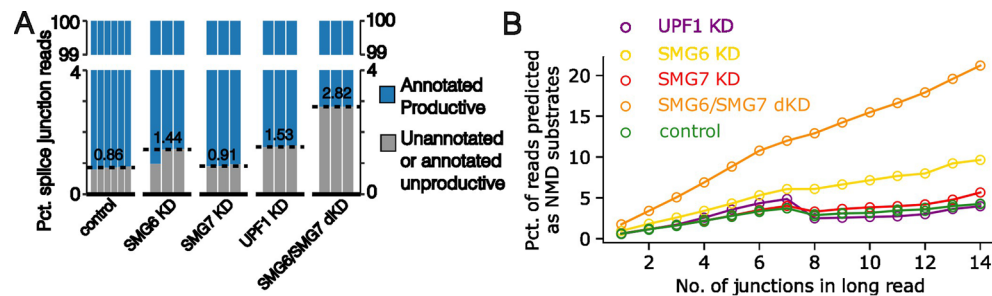 A
Pct. splice junction reads
100
99
4
0
0.86
1.44
0.91
1.53
2.82
100
99
4
0
control
SMG6 KD
SMG7 KD
UPF1 KD
SMG6/SMG7 dKD
Annotated
Productive
Unannotated
or annotated
unproductive
B
Pct. of reads predicted
as NMD substrates
20
15
10
5
0
UPF1 KD
SMG6 KD
SMG7 KD
SMG6/SMG7 dKD
control
2
4
6
8
10
12
14
No. of junctions in long read